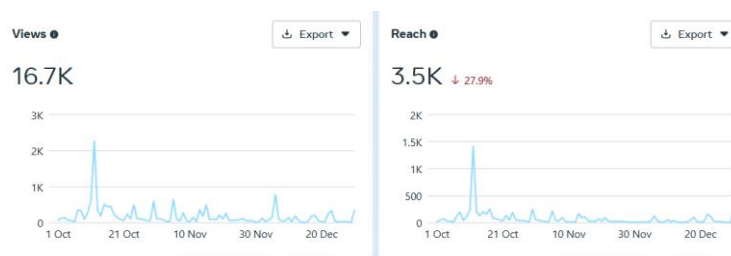 Views
Export
16.7K
3K
2K
1K
0
1 Oct 21 Oct 10 Nov 30 Nov 20 Dec
Reach
Export
3.5K ↓ 27.9%
2K
1.5K
1K
500
0
1 Oct 21 Oct 10 Nov 30 Nov 20 Dec